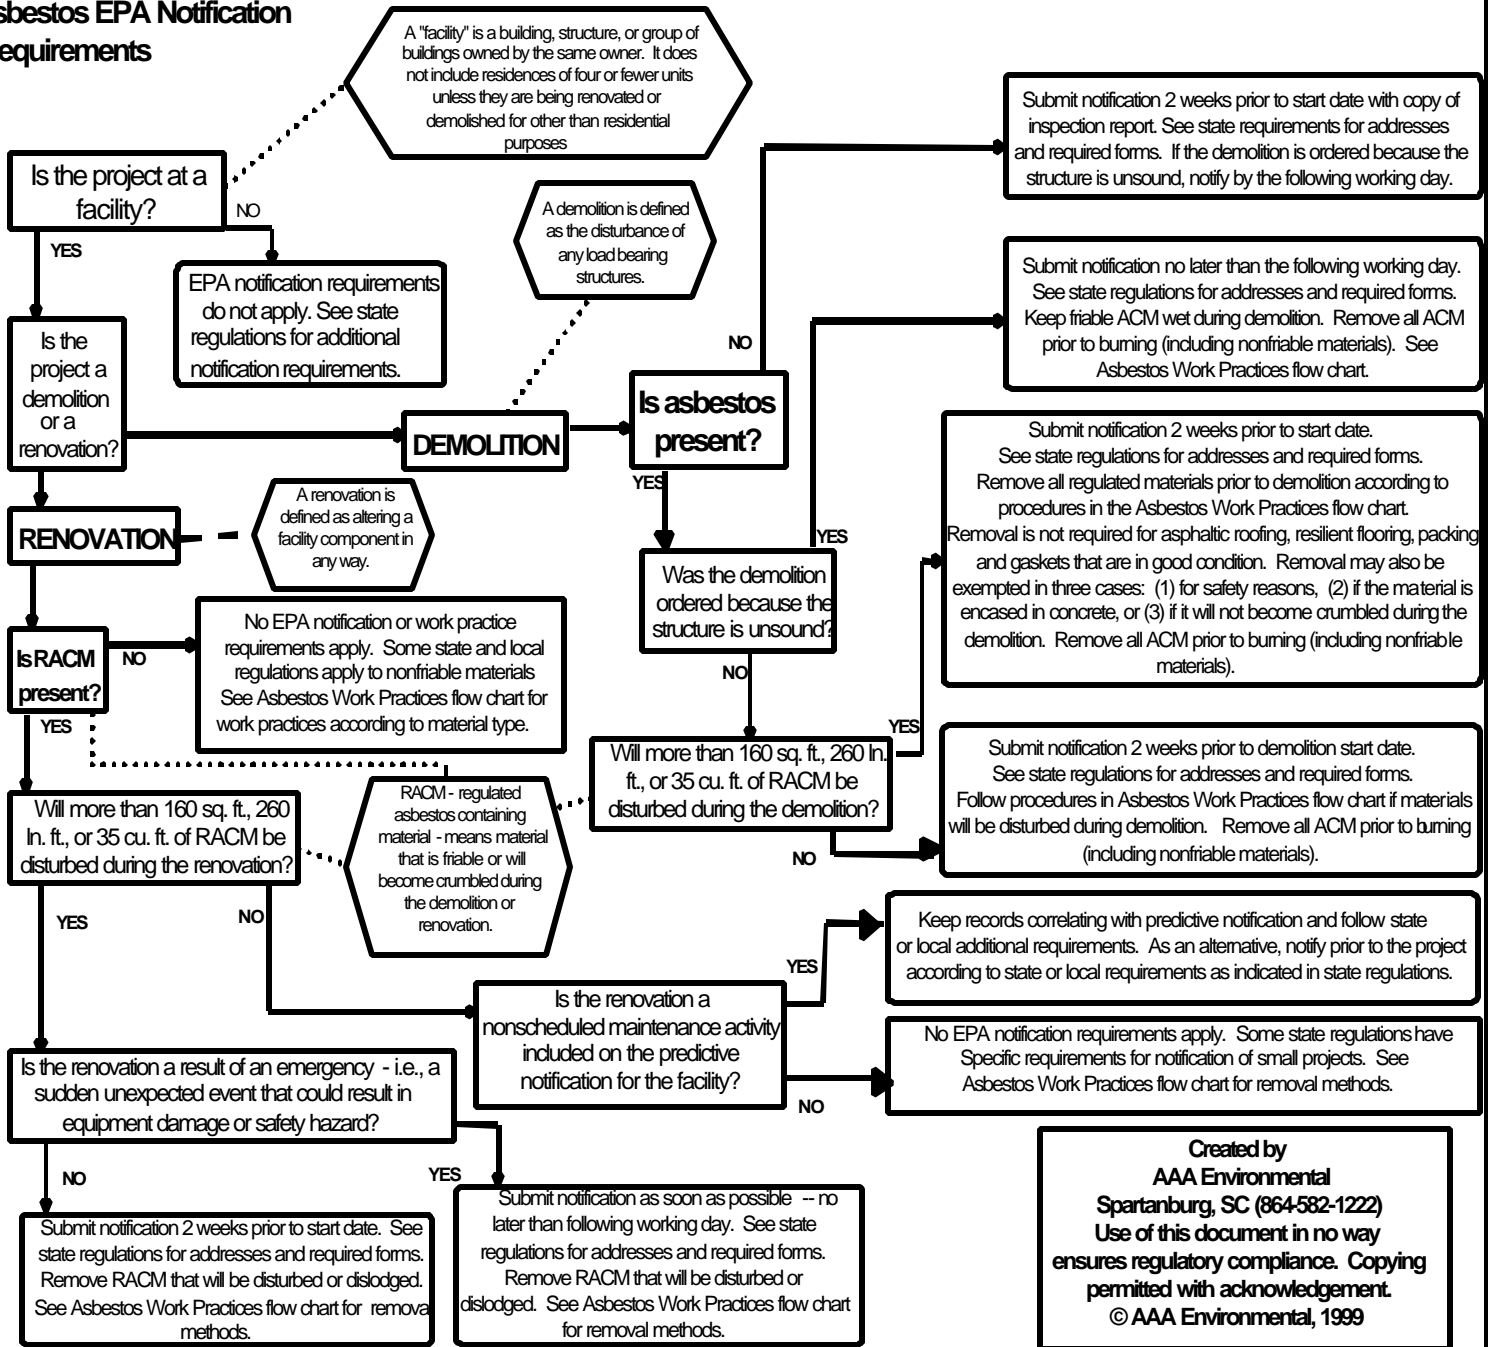 sbestos EPA Notification
equirements
A "facility" is a building, structure, or group of
buildings owned by the same owner. It does
not include residences of four or fewer units
unless they are being renovated or
demolished for other than residential
purposes
Submit notification 2 weeks prior to start date with copy of
inspection report. See state requirements for addresses
and required forms. If the demolition is ordered because the
structure is unsound, notify by the following working day.
Is the project at a
facility?
NO
YES
A demolition is defined
as the disturbance of
any load bearing
structures.
EPA notification requirements
do not apply. See state
regulations for additional
notification requirements.
Submit notification no later than the following working day.
See state regulations for addresses and required forms.
Keep friable ACM wet during demolition. Remove all ACM
prior to burning (including nonfriable materials). See
Asbestos Work Practices flow chart.
Is the
project a
demolition
or a
renovation?
DEMOLITION
NO
Is asbestos
present?
YES
Submit notification 2 weeks prior to start date.
See state regulations for addresses and required forms.
Remove all regulated materials prior to demolition according to
procedures in the Asbestos Work Practices flow chart.
Removal is not required for asphaltic roofing, resilient flooring, packing
and gaskets that are in good condition. Removal may also be
exempted in three cases: (1) for safety reasons, (2) if the material is
encased in concrete, or (3) if it will not become crumbled during the
demolition. Remove all ACM prior to burning (including nonfriable
materials).
RENOVATION
A renovation is
defined as altering a
facility component in
any way.
YES
Was the demolition
ordered because the
structure is unsound?
NO
Is RACM
present?
NO
YES
No EPA notification or work practice
requirements apply. Some state and local
regulations apply to nonfriable materials
See Asbestos Work Practices flow chart for
work practices according to material type.
Will more than 160 sq. ft., 260 ln.
ft., or 35 cu. ft. of RACM be
disturbed during the demolition?
YES
NO
Submit notification 2 weeks prior to demolition start date.
See state regulations for addresses and required forms.
Follow procedures in Asbestos Work Practices flow chart if materials
will be disturbed during demolition. Remove all ACM prior to burning
(including nonfriable materials).
Will more than 160 sq. ft., 260
ln. ft., or 35 cu. ft. of RACM be
disturbed during the renovation?
RACM - regulated
asbestos containing
material - means material
that is friable or will
become crumbled during
the demolition or
renovation.
YES
NO
Keep records correlating with predictive notification and follow state
or local additional requirements. As an alternative, notify prior to the project
according to state or local requirements as indicated in state regulations.
YES
Is the renovation a
nonscheduled maintenance activity
included on the predictive
notification for the facility?
NO
No EPA notification requirements apply. Some state regulations have
Specific requirements for notification of small projects. See
Asbestos Work Practices flow chart for removal methods.
Is the renovation a result of an emergency - i.e., a
sudden unexpected event that could result in
equipment damage or safety hazard?
NO
YES
Submit notification 2 weeks prior to start date. See
state regulations for addresses and required forms.
Remove RACM that will be disturbed or dislodged.
See Asbestos Work Practices flow chart for remova
methods.
Submit notification as soon as possible -- no
later than following working day. See state
regulations for addresses and required forms.
Remove RACM that will be disturbed or
dislodged. See Asbestos Work Practices flow chart
for removal methods.
Created by
AAA Environmental
Spartanburg, SC (864-582-1222)
Use of this document in no way
ensures regulatory compliance. Copying
permitted with acknowledgement.
© AAA Environmental, 1999